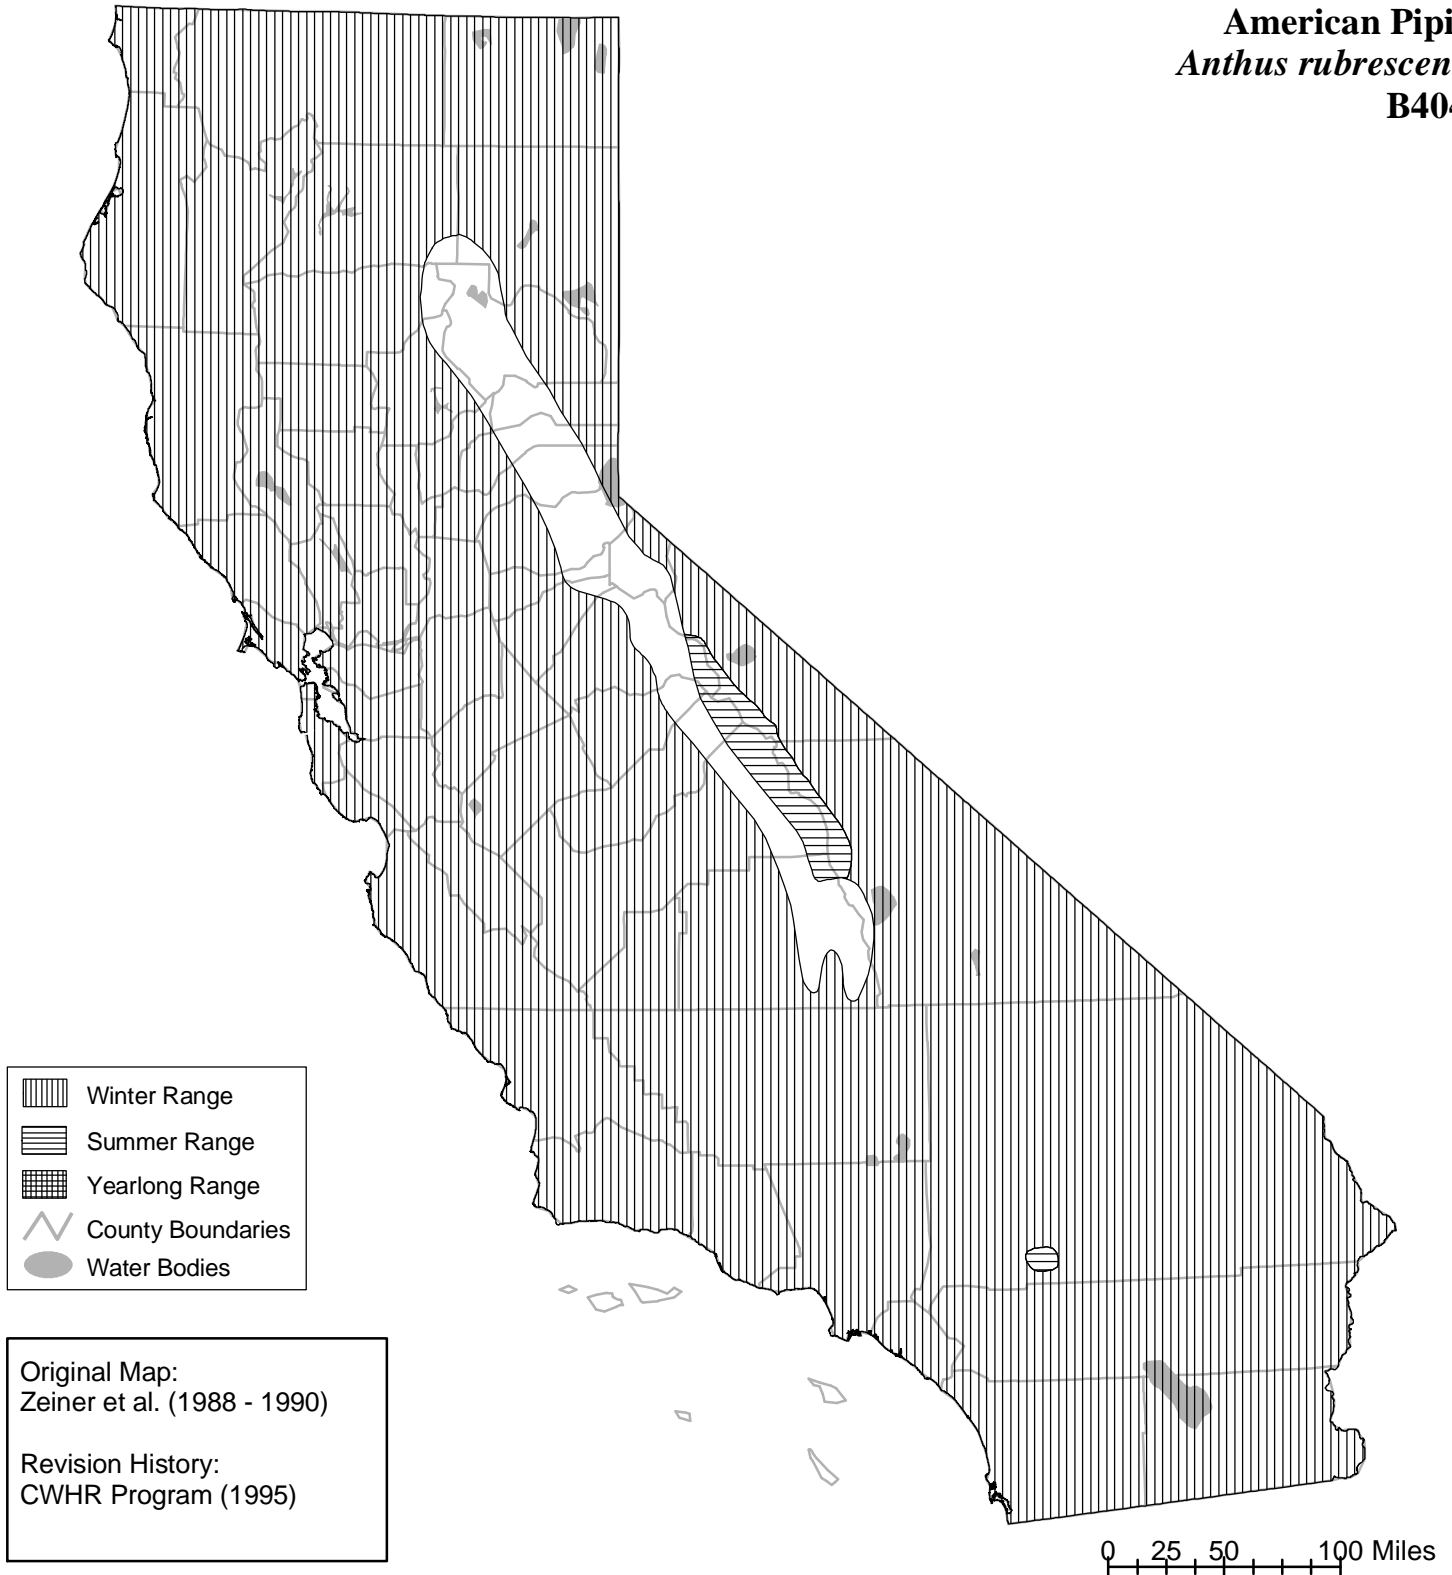 American Pipi
Anthus rubrescen
B40
Winter Range
Summer Range
Yearlong Range
County Boundaries
Water Bodies
Original Map:
Zeiner et al. (1988 - 1990)
Revision History:
CWHR Program (1995)
0 25 50 100 Miles